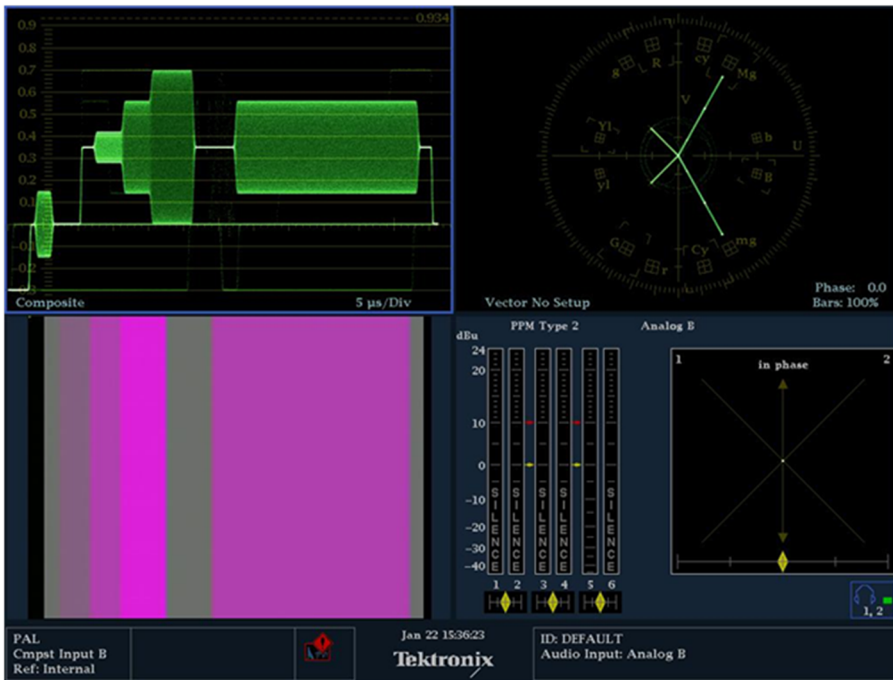 0.9
0.934
0.8
0.7
0.6
0.5
0.4
0.3
0.2
0.1
0
Composite
5 µs/Div
g
R
cy
Mg
V
Yl
b
U
yl
B
G
r
Cy
mg
Phase: 0.0
Vector No Setup
Bars: 100%
PPM Type 2
Analog B
dBu
24
20
10
0
-10
-20
-30
-40
SILENCE
SILENCE
SILENCE
SILENCE
SILENCE
1 2 3 4 5 6
1
2
in phase
1, 2
PAL
Cmpst Input B
Ref: Internal
Jan 22 15:36:23
Tektronix
ID: DEFAULT
Audio Input: Analog B